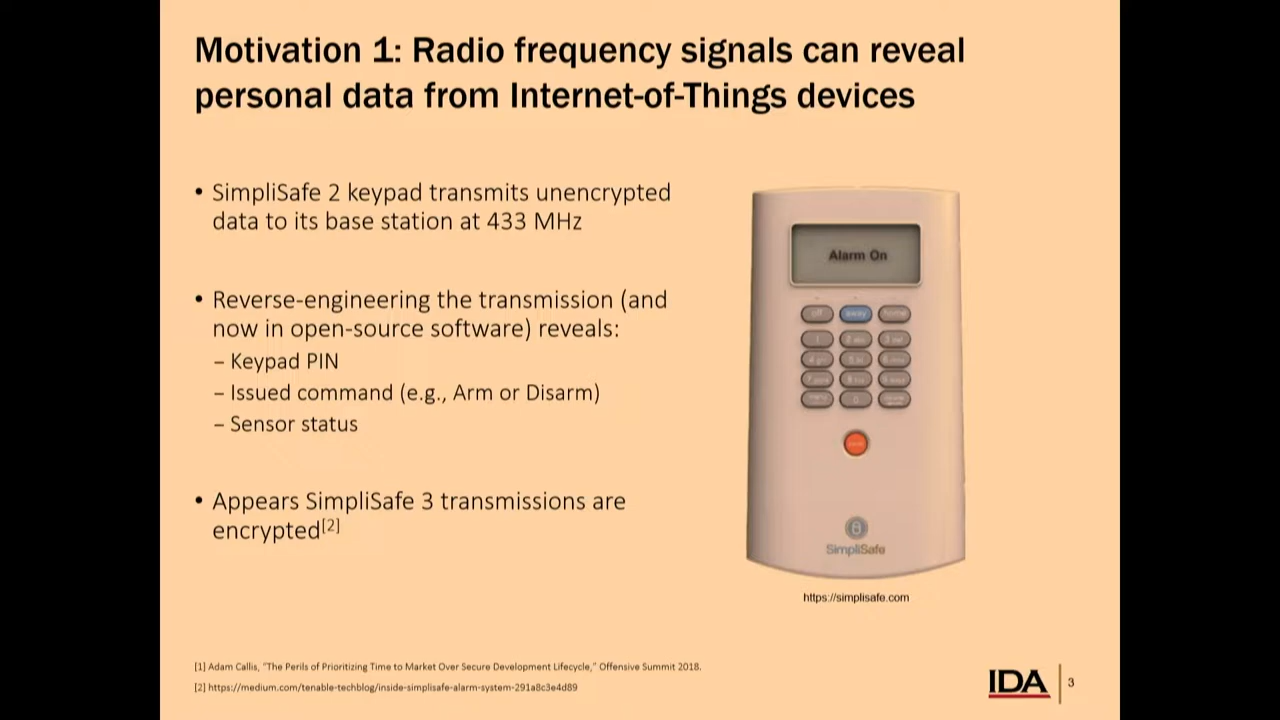 Motivation 1: Radio frequency signals can reveal
personal data from Internet-of-Things devices
• SimpliSafe 2 keypad transmits unencrypted
data to its base station at 433 MHz
• Reverse-engineering the transmission (and
now in open-source software) reveals:
– Keypad PIN
– Issued command (e.g., Arm or Disarm)
– Sensor status
• Appears SimpliSafe 3 transmissions are
encrypted[2]
Alarm On
off away home
SimpliSafe
https://simplisafe.com
[1] Adam Callis, "The Perils of Prioritizing Time to Market Over Secure Development Lifecycle," Offensive Summit 2018.
[2] https://medium.com/tenable-techblog/inside-simplisafe-alarm-system-291a8c3e4d89
IDA 3